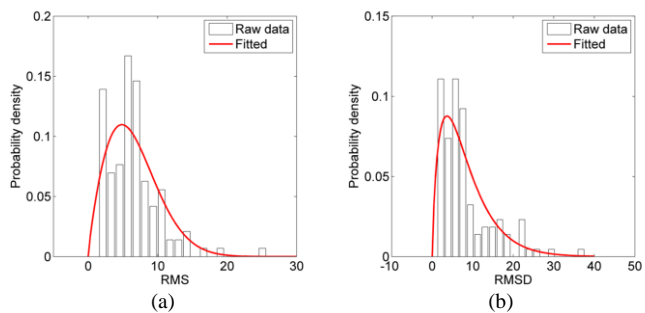 0.2
0.15
0.1
0.05
0
Probability density
Raw data
Fitted
0 10 20 30
RMS
(a)
0.15
0.1
0.05
0
Probability density
Raw data
Fitted
-10 0 10 20 30 40 50
RMSD
(b)